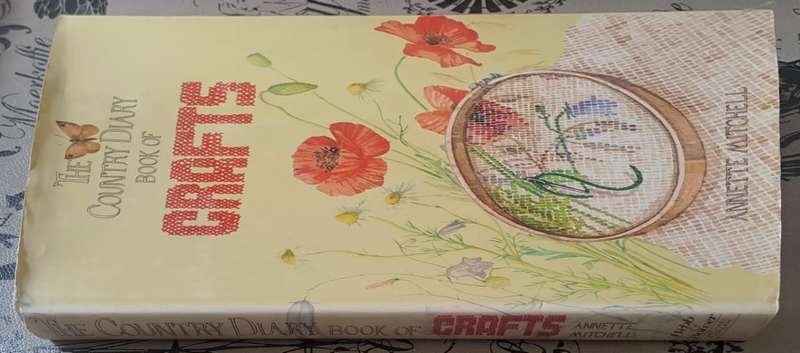 THE
COUNTRY DIARY
BOOK OF
CRAFTS
ANNETTE MITCHELL
THE COUNTRY DIARY BOOK OF CRAFTS
ANNETTE
MITCHELL